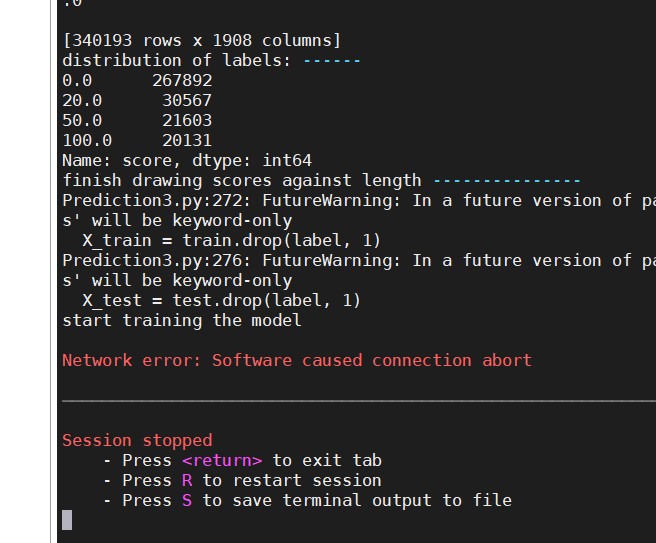 .0
[340193 rows x 1908 columns]
distribution of labels: ------
0.0      267892
20.0      30567
50.0      21603
100.0     20131
Name: score, dtype: int64
finish drawing scores against length ---------------
Prediction3.py:272: FutureWarning: In a future version of pa
s' will be keyword-only
  X_train = train.drop(label, 1)
Prediction3.py:276: FutureWarning: In a future version of pa
s' will be keyword-only
  X_test = test.drop(label, 1)
start training the model
Network error: Software caused connection abort
Session stopped
    - Press <return> to exit tab
    - Press R to restart session
    - Press S to save terminal output to file